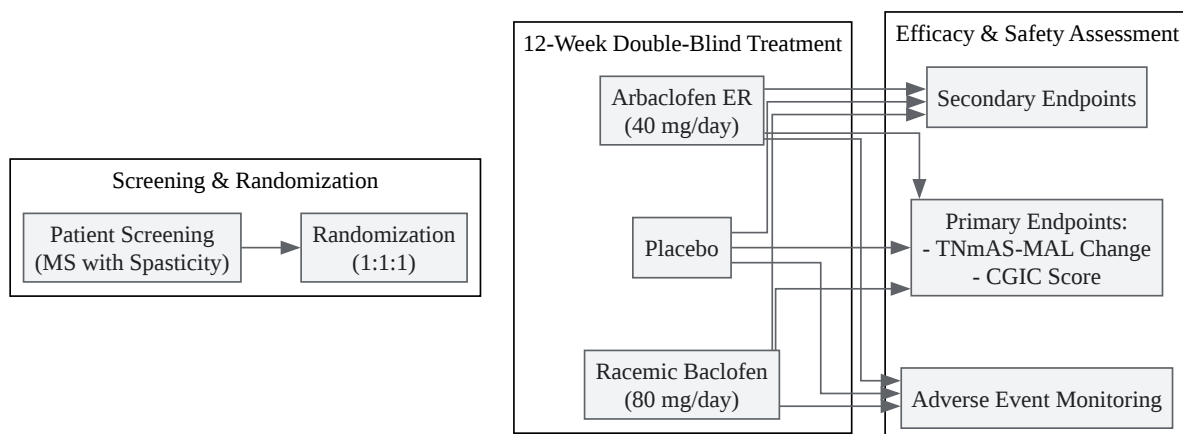 Screening & Randomization
Patient Screening
(MS with Spasticity)
Randomization
(1:1:1)
12-Week Double-Blind Treatment
Arbaclofen ER
(40 mg/day)
Placebo
Racemic Baclofen
(80 mg/day)
Efficacy & Safety Assessment
Secondary Endpoints
Primary Endpoints:
- TNmAS-MAL Change
- CGIC Score
Adverse Event Monitoring